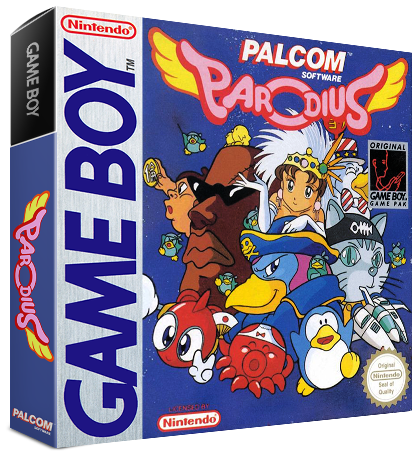 GAME BOY
PARODIUS
PALCOM
Nintendo
GAME BOY™
PALCOM™
SOFTWARE
PARODIUS
ORIGINAL
GAME BOY
GAME PAK
LICENSED BY
Nintendo
Original
Nintendo
Seal of
Quality